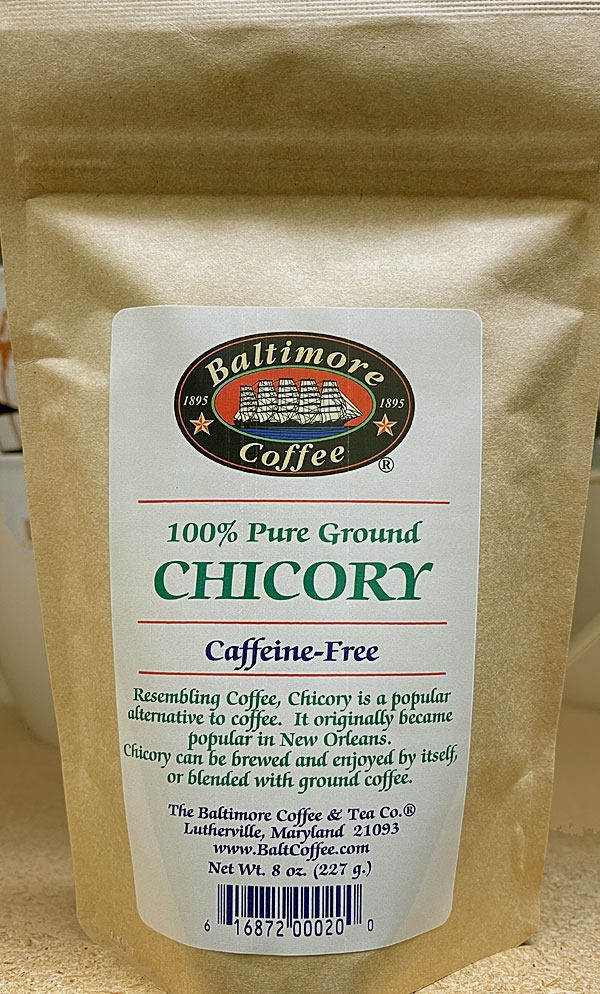 Baltimore
1895 1895
Coffee
®
100% Pure Ground
CHICORY
Caffeine-Free
Resembling Coffee, Chicory is a popular
alternative to coffee. It originally became
popular in New Orleans.
Chicory can be brewed and enjoyed by itself,
or blended with ground coffee.
The Baltimore Coffee & Tea Co.®
Lutherville, Maryland 21093
www.BaltCoffee.com
Net Wt. 8 oz. (227 g.)
6 16872 00020 0